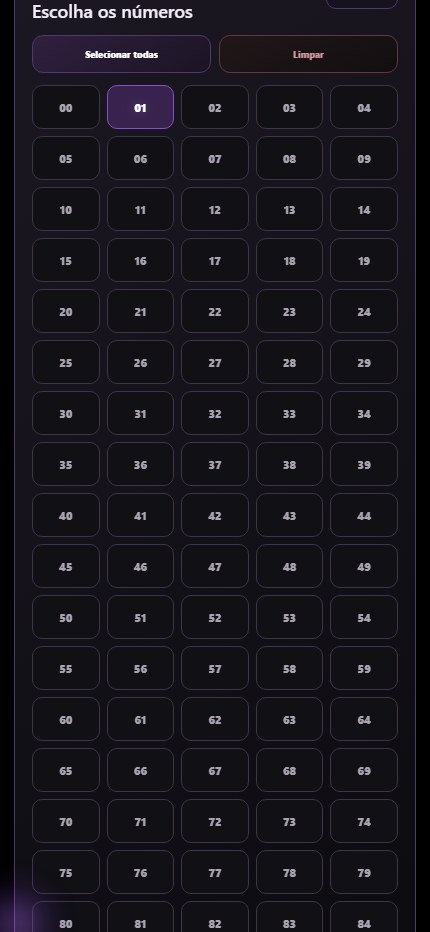 Escolha os números
Selecionar todas Limpar
00 01 02 03 04
05 06 07 08 09
10 11 12 13 14
15 16 17 18 19
20 21 22 23 24
25 26 27 28 29
30 31 32 33 34
35 36 37 38 39
40 41 42 43 44
45 46 47 48 49
50 51 52 53 54
55 56 57 58 59
60 61 62 63 64
65 66 67 68 69
70 71 72 73 74
75 76 77 78 79
80 81 82 83 84